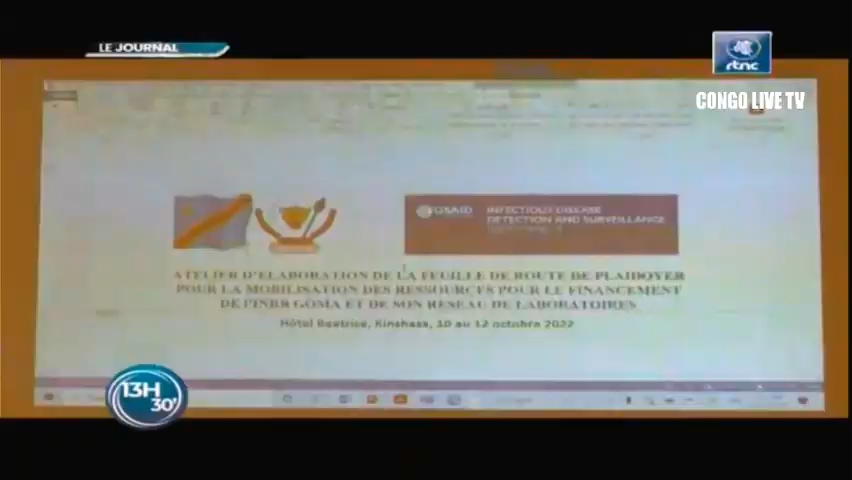 LE JOURNAL
rtnc
CONGO LIVE TV
USAID INFECTIOUS DISEASE
DETECTION AND SURVEILLANCE
ATELIER D'ELABORATION DE LA FEUILLE DE ROUTE DE PLAIDOYER
POUR LA MOBILISATION DES RESSOURCES POUR LE FINANCEMENT
DE l'INRB GOMA ET DE SON RESEAU DE LABORATOIRES
Hôtel Beatrice, Kinshasa, 10 au 12 octobre 2022
13H
30'